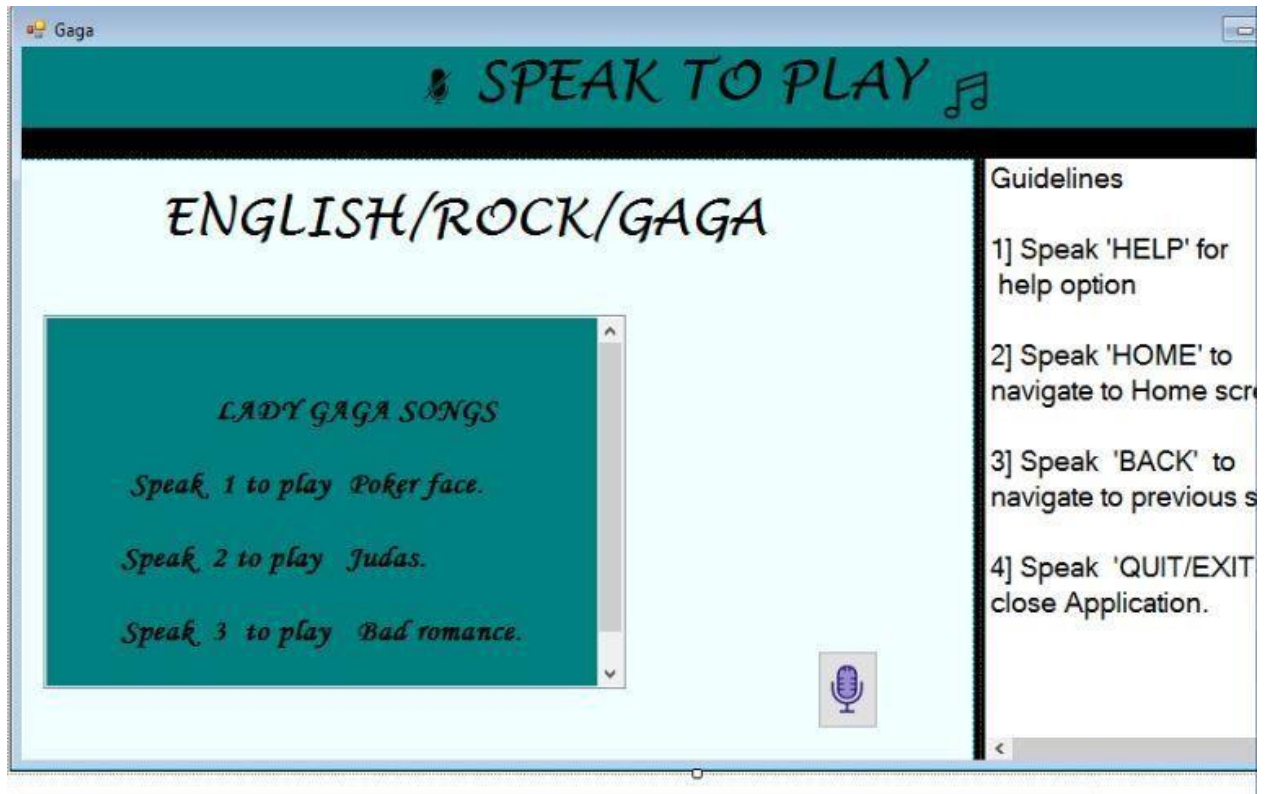 Gaga
SPEAK TO PLAY
ENGLISH/ROCK/GAGA
LADY GAGA SONGS
Speak 1 to play Poker face.
Speak 2 to play Judas.
Speak 3 to play Bad romance.
Guidelines
1] Speak 'HELP' for
help option
2] Speak 'HOME' to
navigate to Home scre
3] Speak 'BACK' to
navigate to previous s
4] Speak 'QUIT/EXIT
close Application.